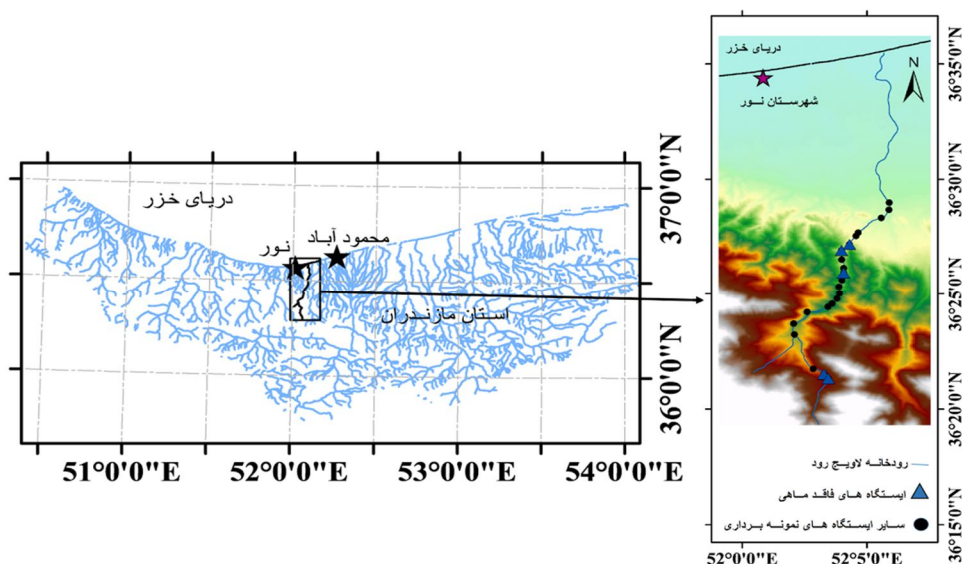 دریای خزر
نور
محمود آباد
استان مازندران
37°0'0"N
36°0'0"N
51°0'0"E
52°0'0"E
53°0'0"E
54°0'0"E
دریای خزر
N
شهرستان نور
36°35'0"N
36°30'0"N
36°25'0"N
36°20'0"N
36°15'0"N
رودخانه لاویج رود
ایستگاه های فاقد ماهی
سایر ایستگاه های نمونه برداری
52°0'0"E
52°5'0"E